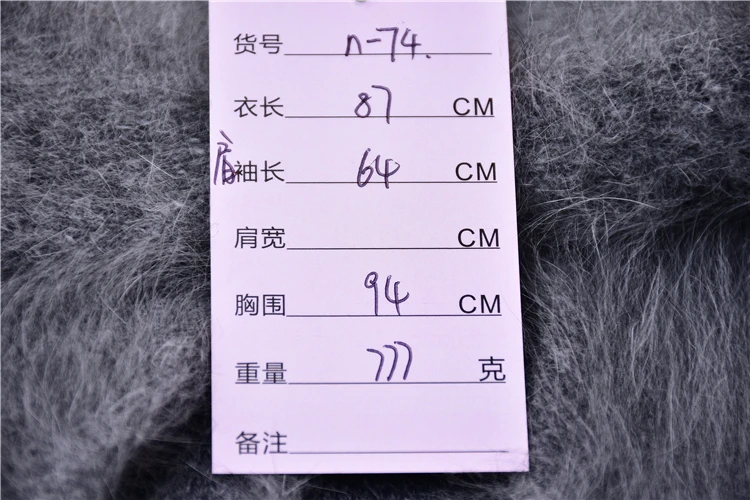 货号 n-74.
衣长 87 CM
肩袖长 64 CM
肩宽 CM
胸围 94 CM
重量 777 克
备注